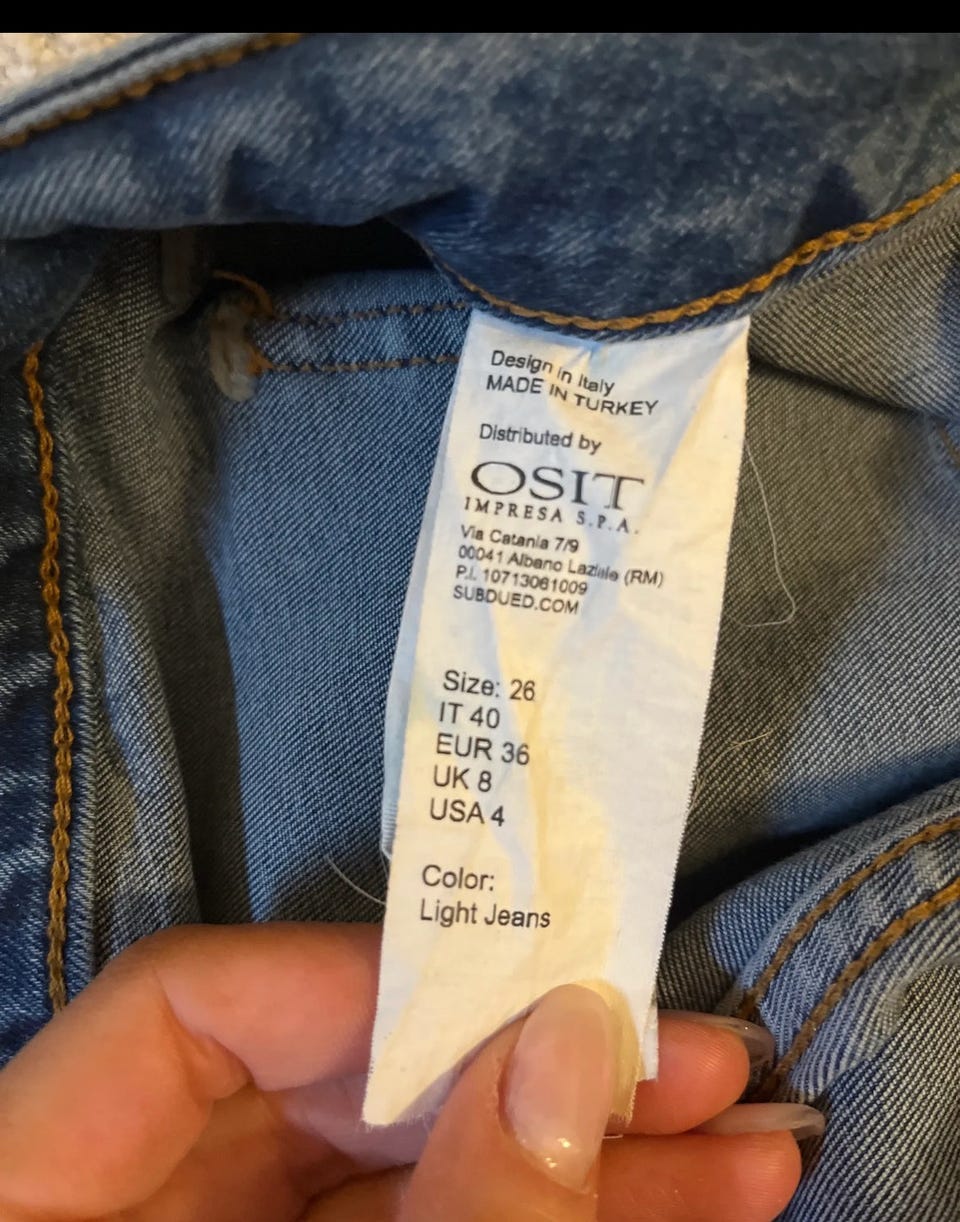 Design in Italy
MADE IN TURKEY
Distributed by
OSIT
IMPRESA S.P.A.
Via Catania 7/9
00041 Albano Laziale (RM)
P.I. 10713081009
SUBDUED.COM
Size: 26
IT 40
EUR 36
UK 8
USA 4
Color:
Light Jeans